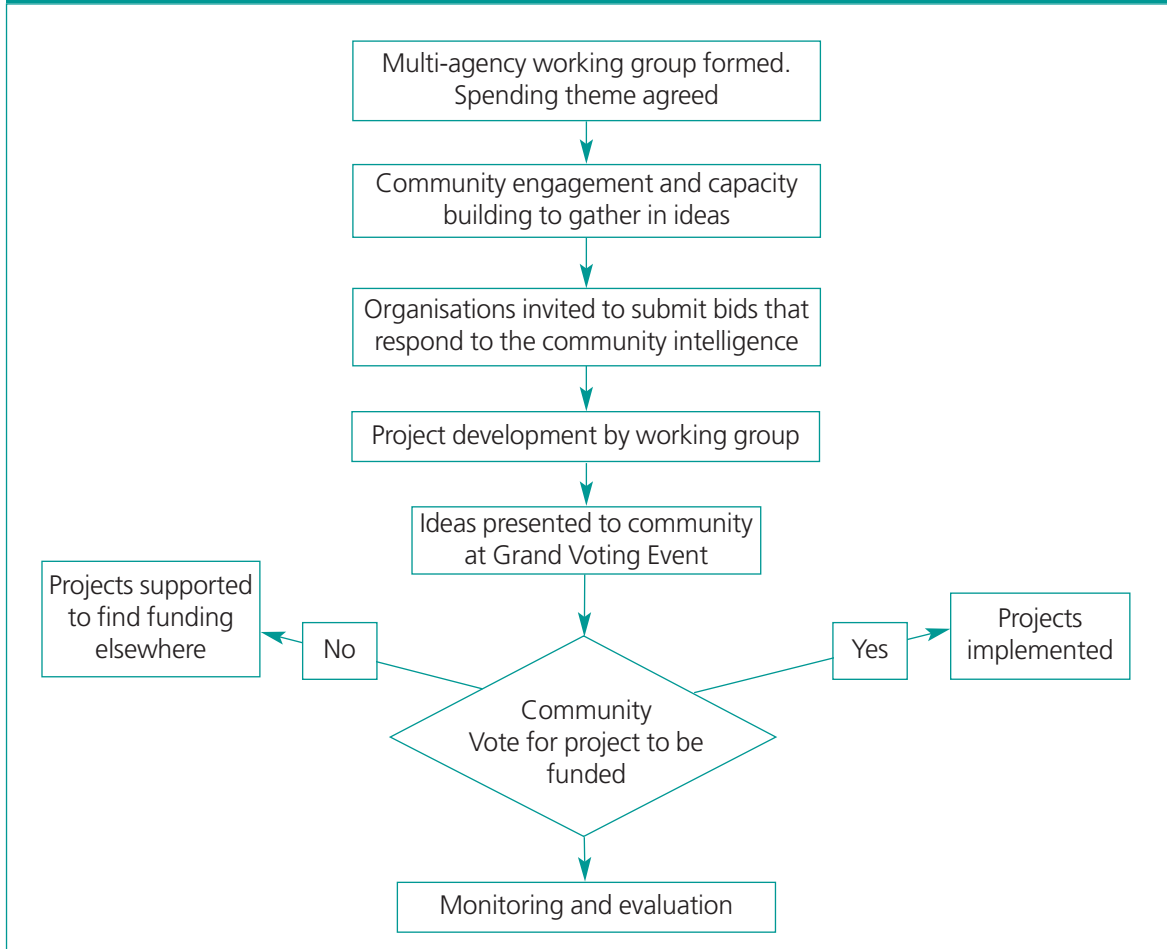 Multi-agency working group formed.
Spending theme agreed
Community engagement and capacity
building to gather in ideas
Organisations invited to submit bids that
respond to the community intelligence
Project development by working group
Ideas presented to community
at Grand Voting Event
Projects supported
to find funding
elsewhere
No
Yes
Projects
implemented
Community
Vote for project to be
funded
Monitoring and evaluation